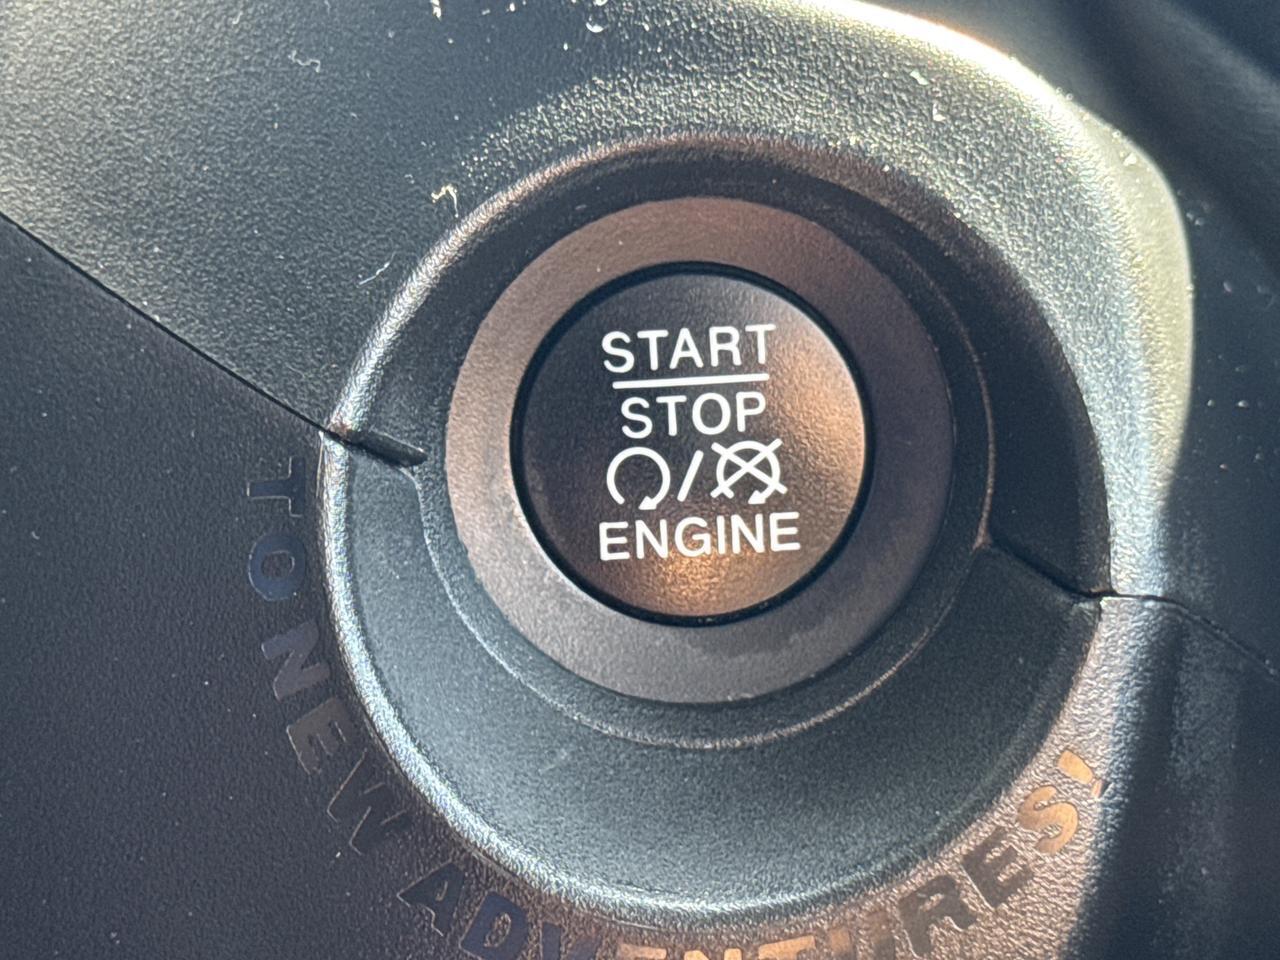 START
STOP
/
ENGINE
TO NEW ADVENTURES!